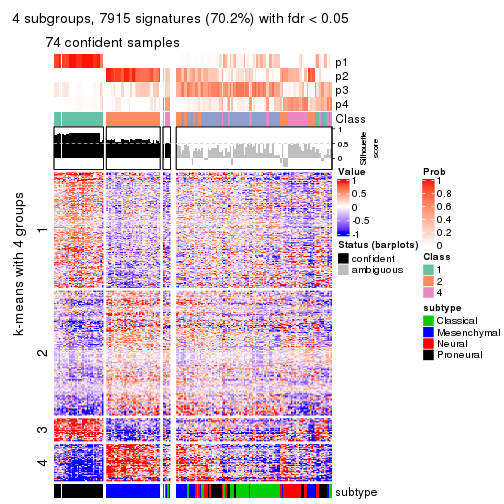 4 subgroups, 7915 signatures (70.2%) with fdr < 0.05
74 confident samples
p1
p2
p3
p4
Class
1
0.5
0
Silhouette score
k-means with 4 groups
1
2
3
4
Value
1
0.5
0
-0.5
-1
Status (barplots)
confident
ambiguous
Prob
1
0.8
0.6
0.4
0.2
0
Class
1
2
4
subtype
Classical
Mesenchymal
Neural
Proneural
subtype